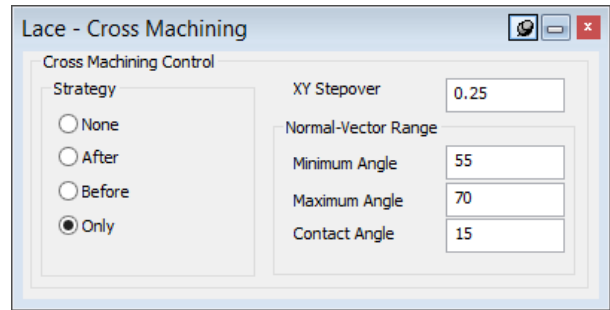 Lace - Cross Machining
Cross Machining Control
Strategy
None
After
Before
Only
XY Stepover 0.25
Normal-Vector Range
Minimum Angle 55
Maximum Angle 70
Contact Angle 15